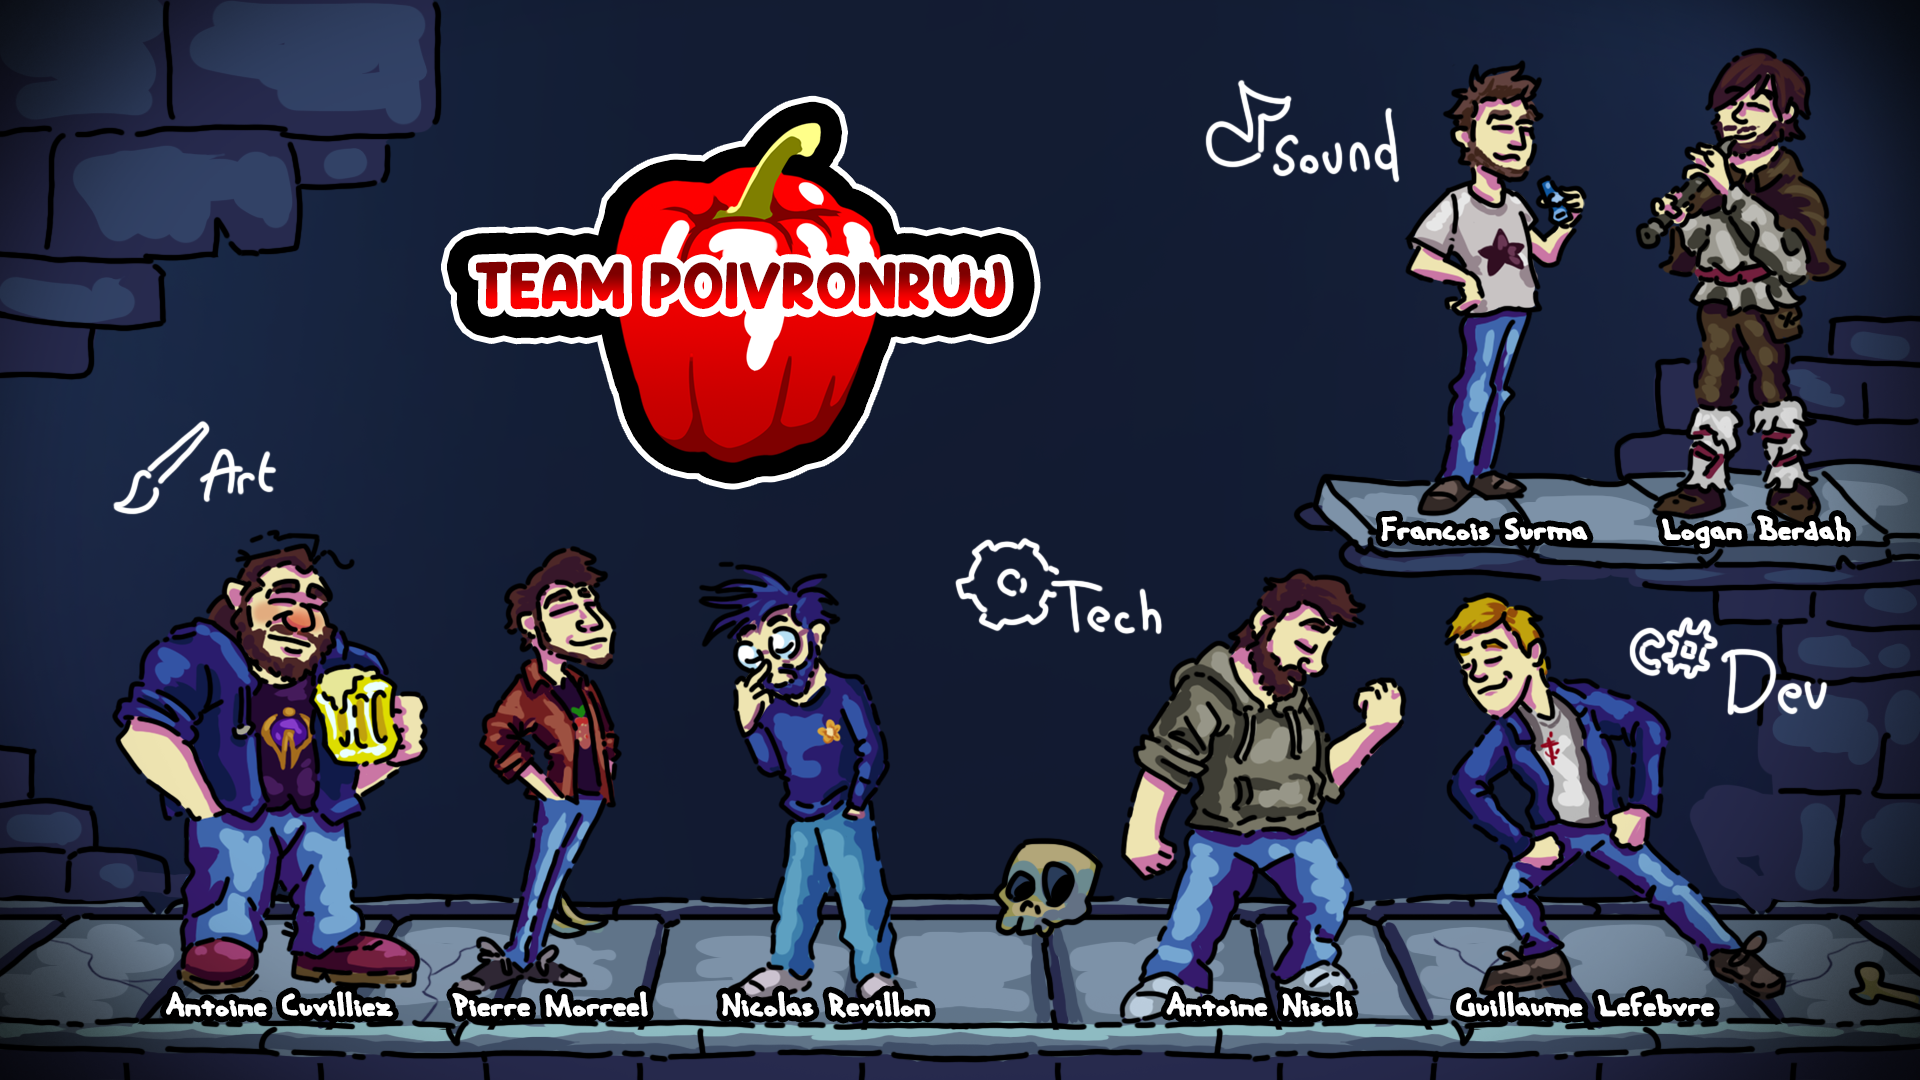 TEAM POIVRONRUJ
Sound
Francois Surma
Logan Berdah
Art
Tech
Dev
Antoine Cuvilliez
Pierre Morreel
Nicolas Revillon
Antoine Nisoli
Guillaume Lefebvre